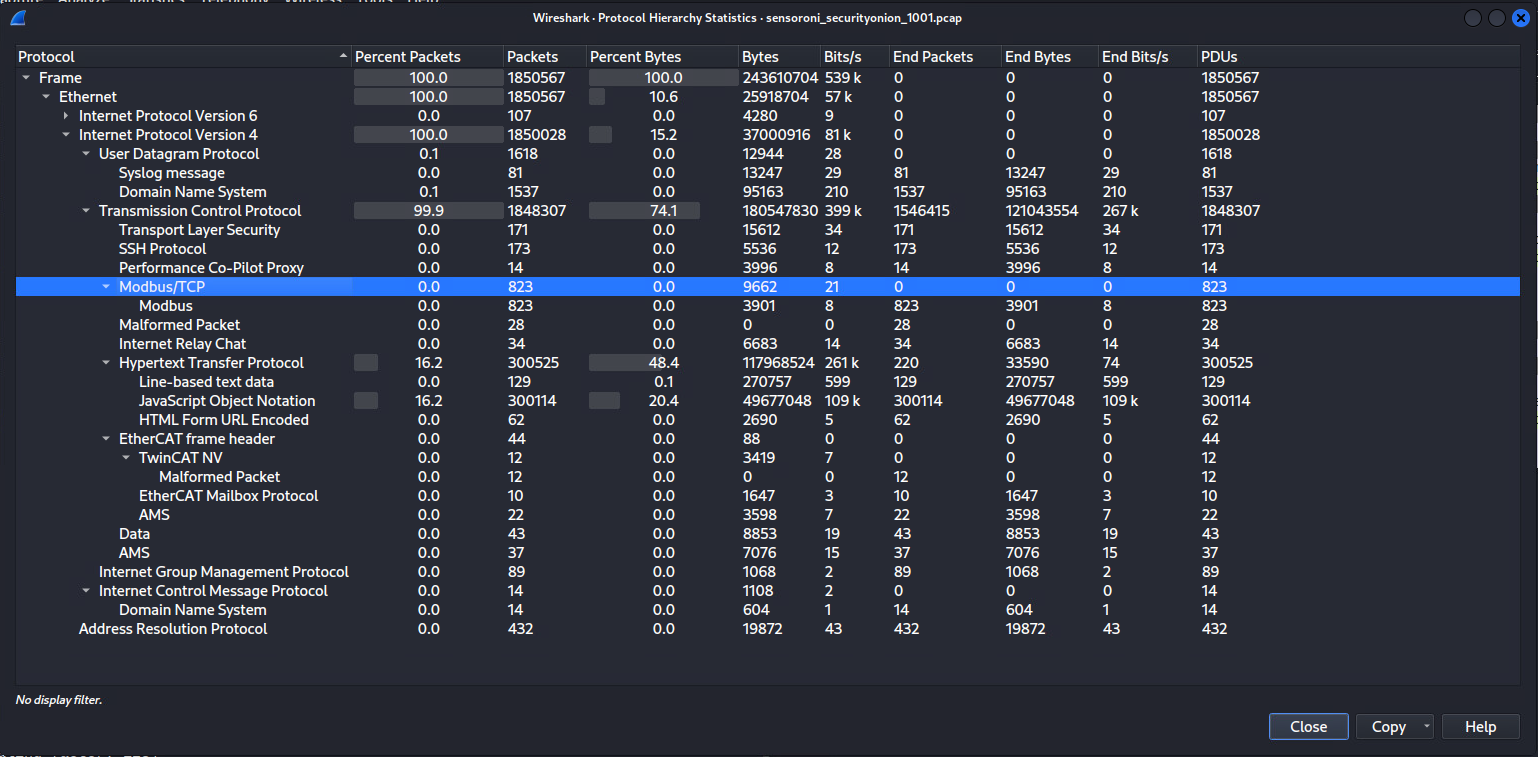 Wireshark · Protocol Hierarchy Statistics · sensoroni_securityonion_1001.pcap
Protocol Percent Packets Packets Percent Bytes Bytes Bits/s End Packets End Bytes End Bits/s PDUs
Frame 100.0 1850567 100.0 243610704 539 k 0 0 0 1850567
Ethernet 100.0 1850567 10.6 25918704 57 k 0 0 0 1850567
Internet Protocol Version 6 0.0 107 0.0 4280 9 0 0 0 107
Internet Protocol Version 4 100.0 1850028 15.2 37000916 81 k 0 0 0 1850028
User Datagram Protocol 0.1 1618 0.0 12944 28 0 0 0 1618
Syslog message 0.0 81 0.0 13247 29 81 13247 29 81
Domain Name System 0.1 1537 0.0 95163 210 1537 95163 210 1537
Transmission Control Protocol 99.9 1848307 74.1 180547830 399 k 1546415 121043554 267 k 1848307
Transport Layer Security 0.0 171 0.0 15612 34 171 15612 34 171
SSH Protocol 0.0 173 0.0 5536 12 173 5536 12 173
Performance Co-Pilot Proxy 0.0 14 0.0 3996 8 14 3996 8 14
Modbus/TCP 0.0 823 0.0 9662 21 0 0 0 823
Modbus 0.0 823 0.0 3901 8 823 3901 8 823
Malformed Packet 0.0 28 0.0 0 0 28 0 0 28
Internet Relay Chat 0.0 34 0.0 6683 14 34 6683 14 34
Hypertext Transfer Protocol 16.2 300525 48.4 117968524 261 k 220 33590 74 300525
Line-based text data 0.0 129 0.1 270757 599 129 270757 599 129
JavaScript Object Notation 16.2 300114 20.4 49677048 109 k 300114 49677048 109 k 300114
HTML Form URL Encoded 0.0 62 0.0 2690 5 62 2690 5 62
EtherCAT frame header 0.0 44 0.0 88 0 0 0 0 44
TwinCAT NV 0.0 12 0.0 3419 7 0 0 0 12
Malformed Packet 0.0 12 0.0 0 0 12 0 0 12
EtherCAT Mailbox Protocol 0.0 10 0.0 1647 3 10 1647 3 10
AMS 0.0 22 0.0 3598 7 22 3598 7 22
Data 0.0 43 0.0 8853 19 43 8853 19 43
AMS 0.0 37 0.0 7076 15 37 7076 15 37
Internet Group Management Protocol 0.0 89 0.0 1068 2 89 1068 2 89
Internet Control Message Protocol 0.0 14 0.0 1108 2 0 0 0 14
Domain Name System 0.0 14 0.0 604 1 14 604 1 14
Address Resolution Protocol 0.0 432 0.0 19872 43 432 19872 43 432
No display filter.
Close Copy Help